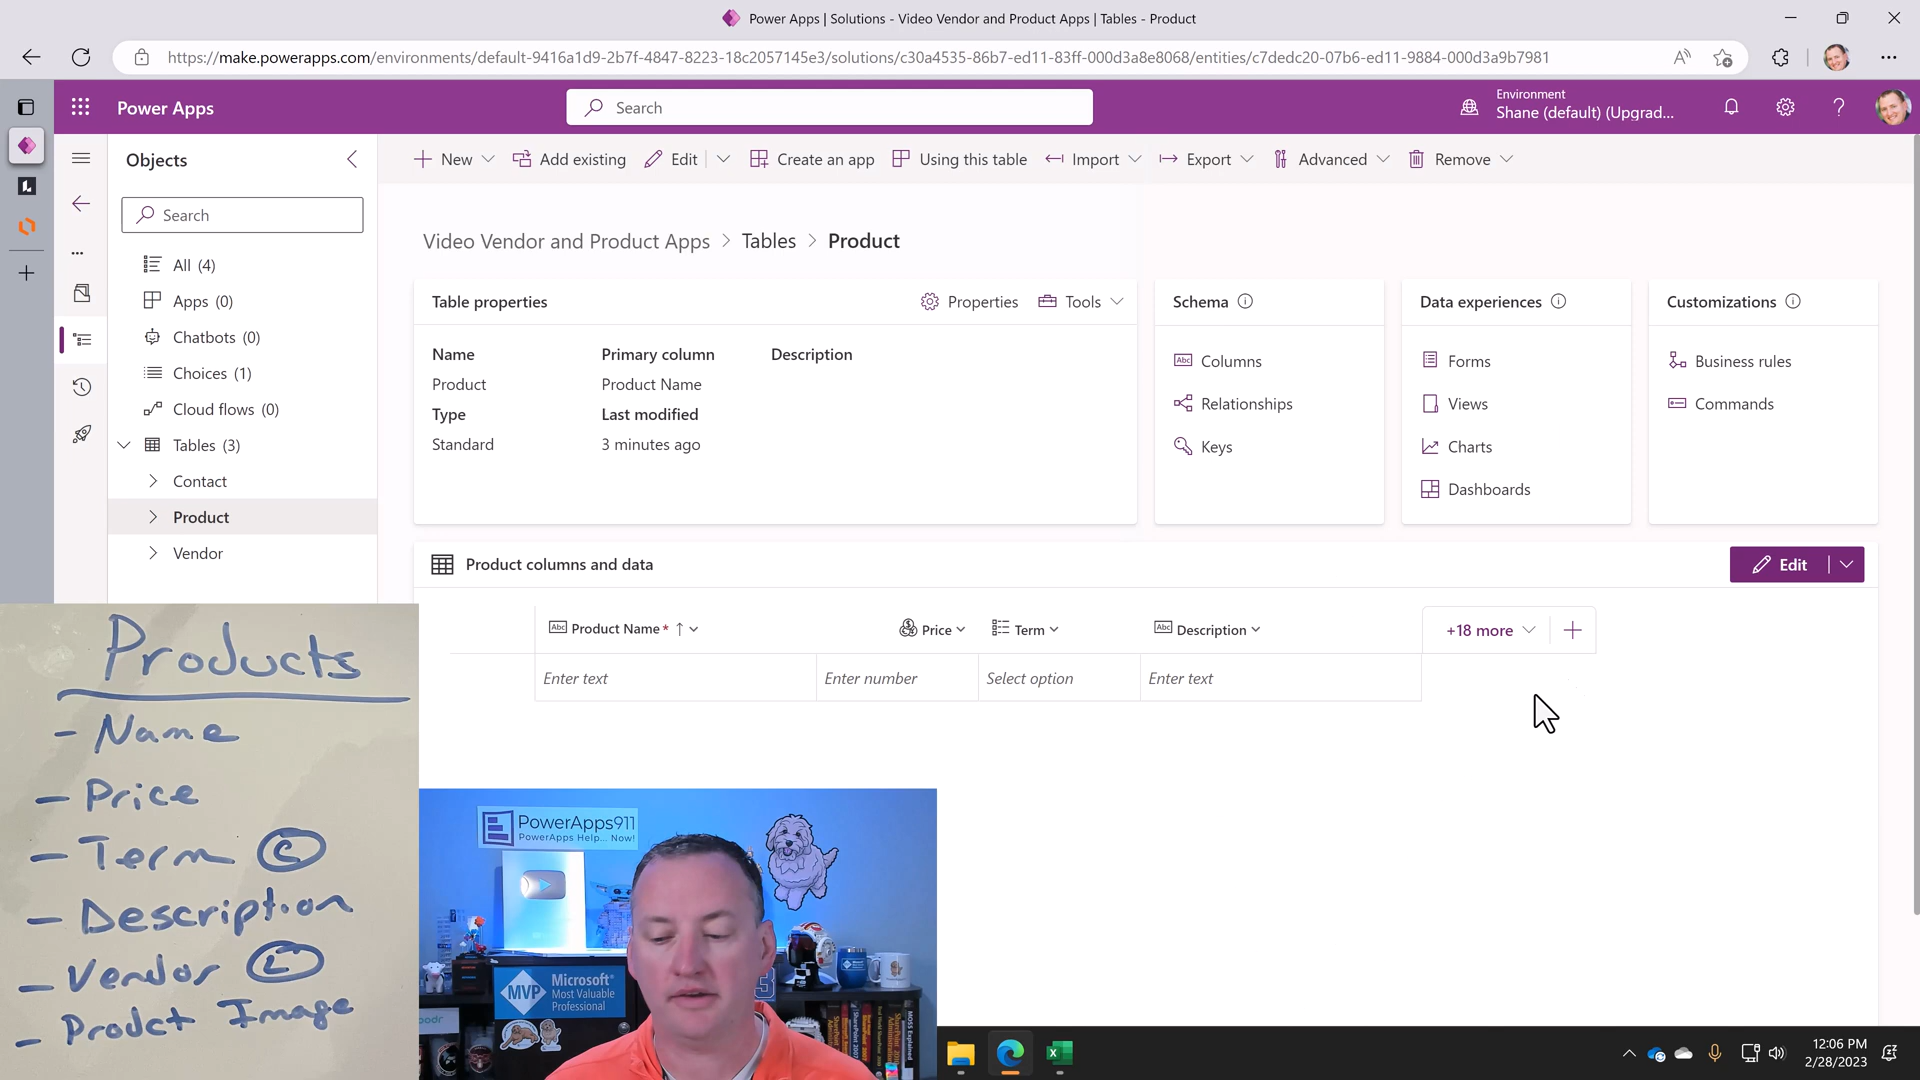 Power Apps | Solutions - Video Vendor and Product Apps | Tables - Product
https://make.powerapps.com/environments/default-9416a1d9-2b7f-4847-8223-18c2057145e3/solutions/c30a4535-86b7-ed11-83ff-000d3a8e8068/entities/c7dedc20-07b6-ed11-9884-000d3a9b7981
Power Apps
Search
Environment
Shane (default) (Upgrad...
Objects
New
Add existing
Edit
Create an app
Using this table
Import
Export
Advanced
Remove
Search
All (4)
Apps (0)
Chatbots (0)
Choices (1)
Cloud flows (0)
Tables (3)
Contact
Product
Vendor
Video Vendor and Product Apps > Tables > Product
Table properties
Properties
Tools
Name
Primary column
Description
Product
Product Name
Type
Last modified
Standard
3 minutes ago
Schema
Columns
Relationships
Keys
Data experiences
Forms
Views
Charts
Dashboards
Customizations
Business rules
Commands
Product columns and data
Edit
Product Name *
Price
Term
Description
+18 more
Enter text
Enter number
Select option
Enter text
Products
- Name
- Price
- Term C
- Description
- Vendor L
- Prodct Image
PowerApps911
PowerApps Help... Now!
MVP
Microsoft®
Most Valuable
Professional
12:06 PM
2/28/2023